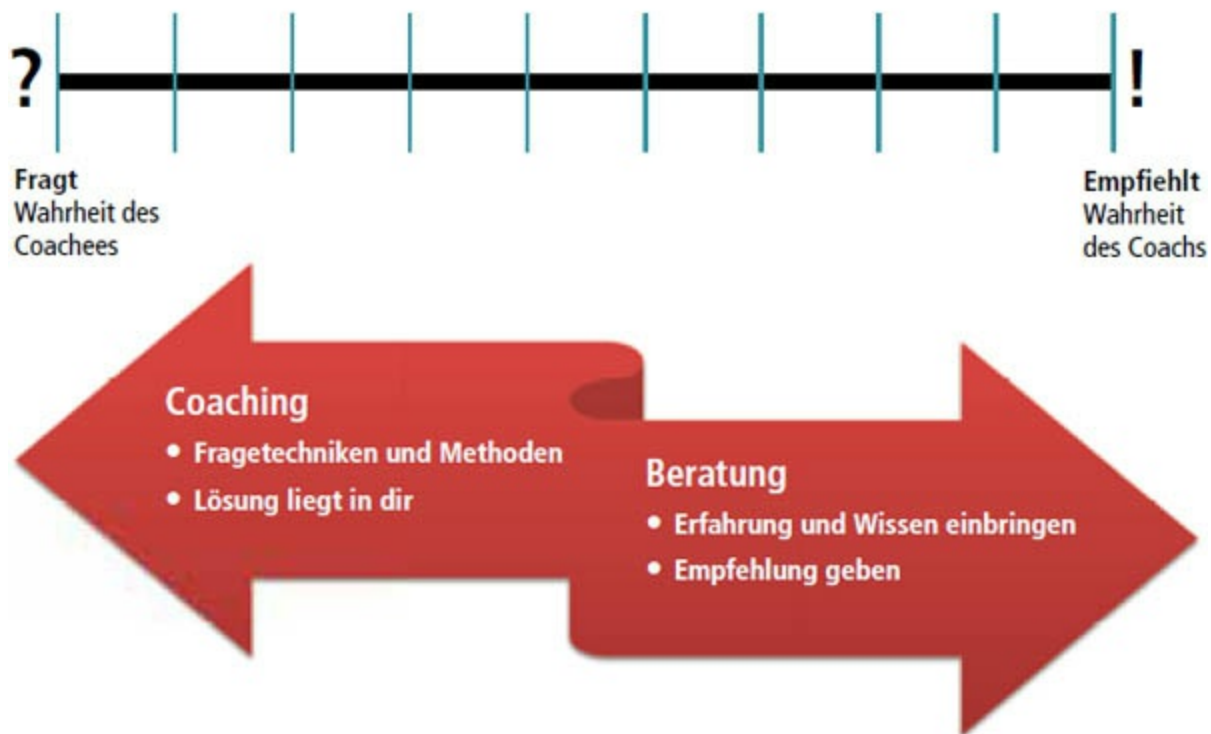 ?
!
Fragt
Wahrheit des
Coachees
Empfiehlt
Wahrheit
des Coachs
Coaching
• Fragetechniken und Methoden
• Lösung liegt in dir
Beratung
• Erfahrung und Wissen einbringen
• Empfehlung geben